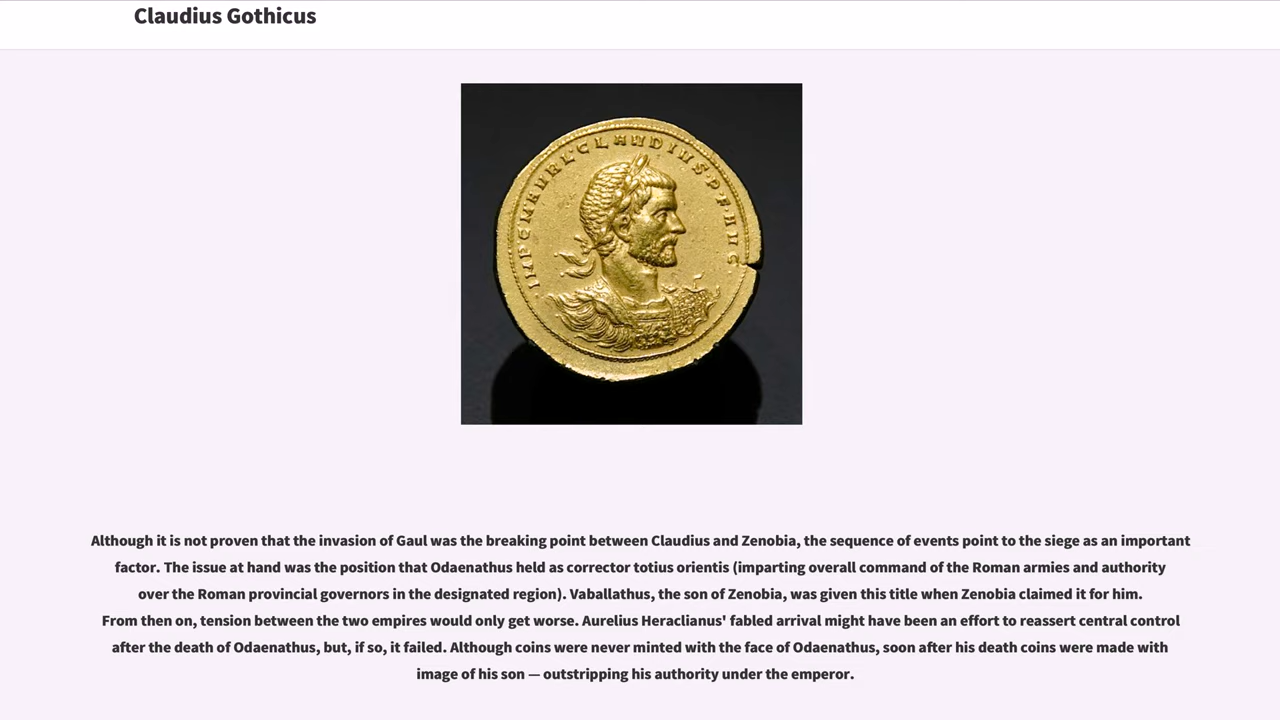 Claudius Gothicus
IMP C M AVRL CLAVDIVS P F AVG
Although it is not proven that the invasion of Gaul was the breaking point between Claudius and Zenobia, the sequence of events point to the siege as an important
factor. The issue at hand was the position that Odaenathus held as corrector totius orientis (imparting overall command of the Roman armies and authority
over the Roman provincial governors in the designated region). Vaballathus, the son of Zenobia, was given this title when Zenobia claimed it for him.
From then on, tension between the two empires would only get worse. Aurelius Heraclianus' fabled arrival might have been an effort to reassert central control
after the death of Odaenathus, but, if so, it failed. Although coins were never minted with the face of Odaenathus, soon after his death coins were made with
image of his son — outstripping his authority under the emperor.